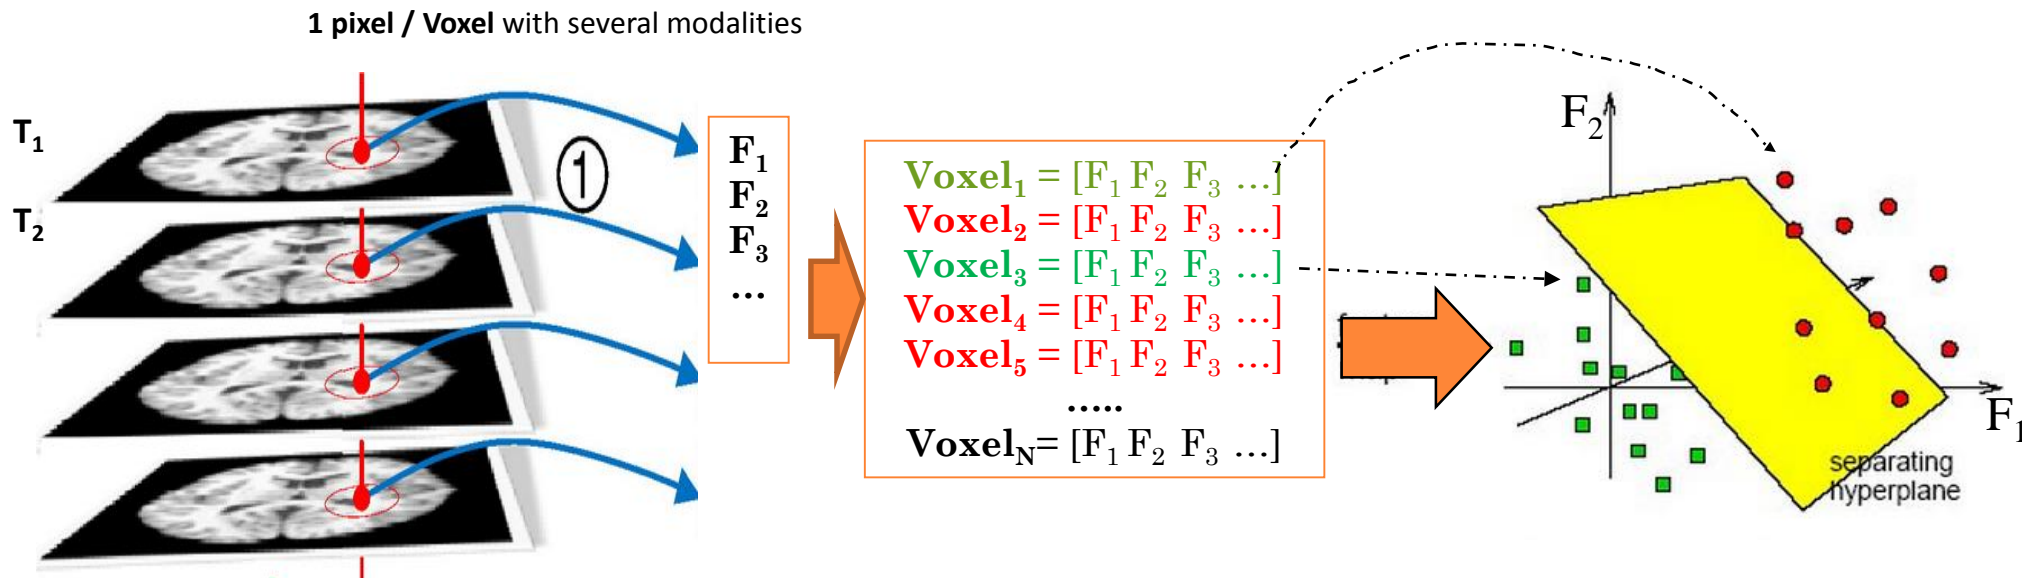 1 pixel / Voxel with several modalities
T₁
T₂
①
F₁
F₂
F₃
...
Voxel₁ = [F₁ F₂ F₃ ...]
Voxel₂ = [F₁ F₂ F₃ ...]
Voxel₃ = [F₁ F₂ F₃ ...]
Voxel₄ = [F₁ F₂ F₃ ...]
Voxel₅ = [F₁ F₂ F₃ ...]
.....
Voxel_N= [F₁ F₂ F₃ ...]
F₂
F₁
separating
hyperplane